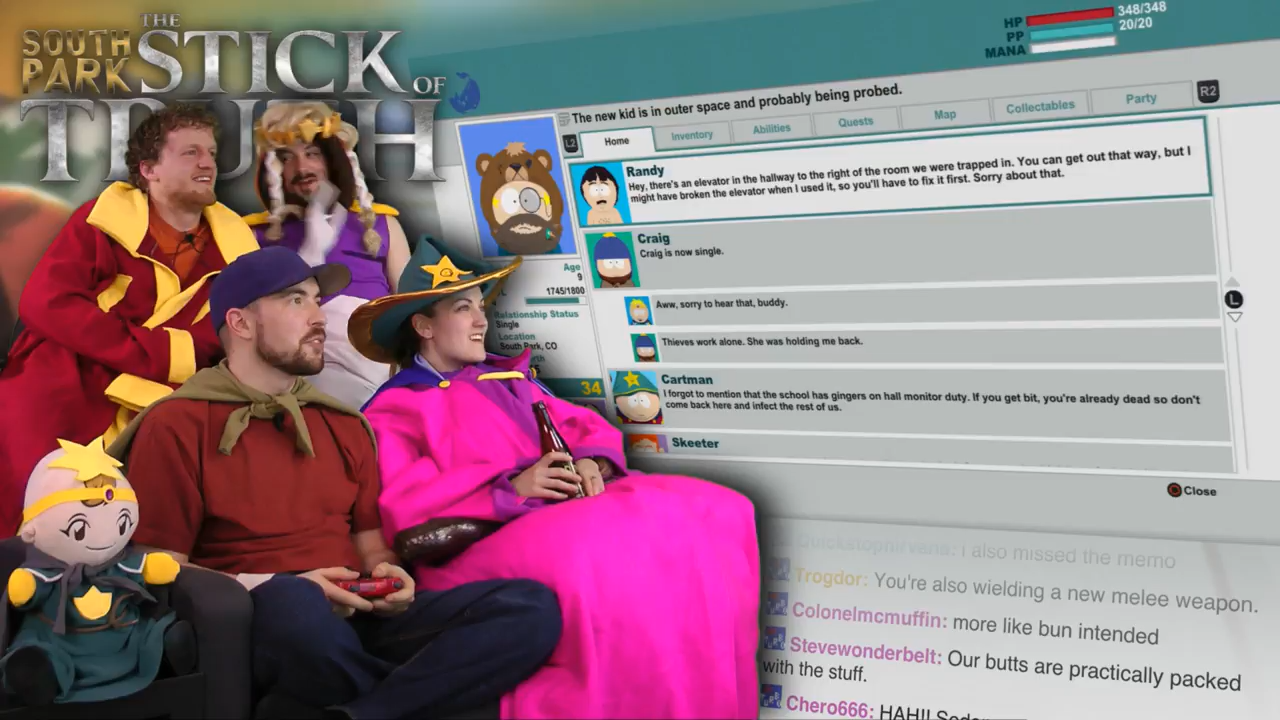 THE
SOUTH
PARK
STICK
OF
TRUTH
HP 348/348
PP 20/20
MANA
The new kid is in outer space and probably being probed.
L2 Home Inventory Abilities Quests Map Collectables Party R2
Randy
Hey, there's an elevator in the hallway to the right of the room we were trapped in. You can get out that way, but I
might have broken the elevator when I used it, so you'll have to fix it first. Sorry about that.
Craig
Craig is now single.
Age
9
1745/1800
Aww, sorry to hear that, buddy.
L
Relationship Status
Single
Location
South Park, CO
Thieves work alone. She was holding me back.
34
Cartman
I forgot to mention that the school has gingers on hall monitor duty. If you get bit, you're already dead so don't
come back here and infect the rest of us.
Skeeter
Close
Quickstopnirvana: I also missed the memo
Trogdor: You're also wielding a new melee weapon.
Colonelmcmuffin: more like bun intended
Stevewonderbelt: Our butts are practically packed
with the stuff.
Chero666: HAH!!